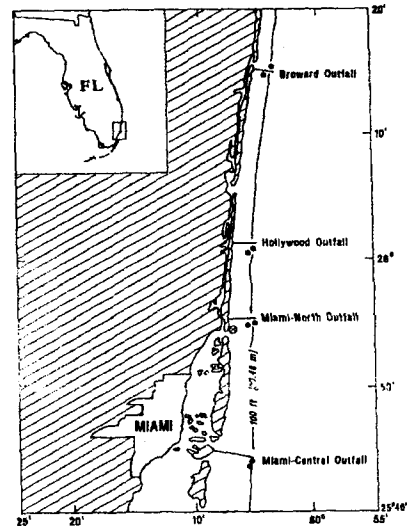 20'
FL
Broward Outfall
10'
Hollywood Outfall
26°
Miami-North Outfall
50'
100 ft
MIAMI
Miami-Central Outfall
25'
20'
10'
80°
55'
25°40'